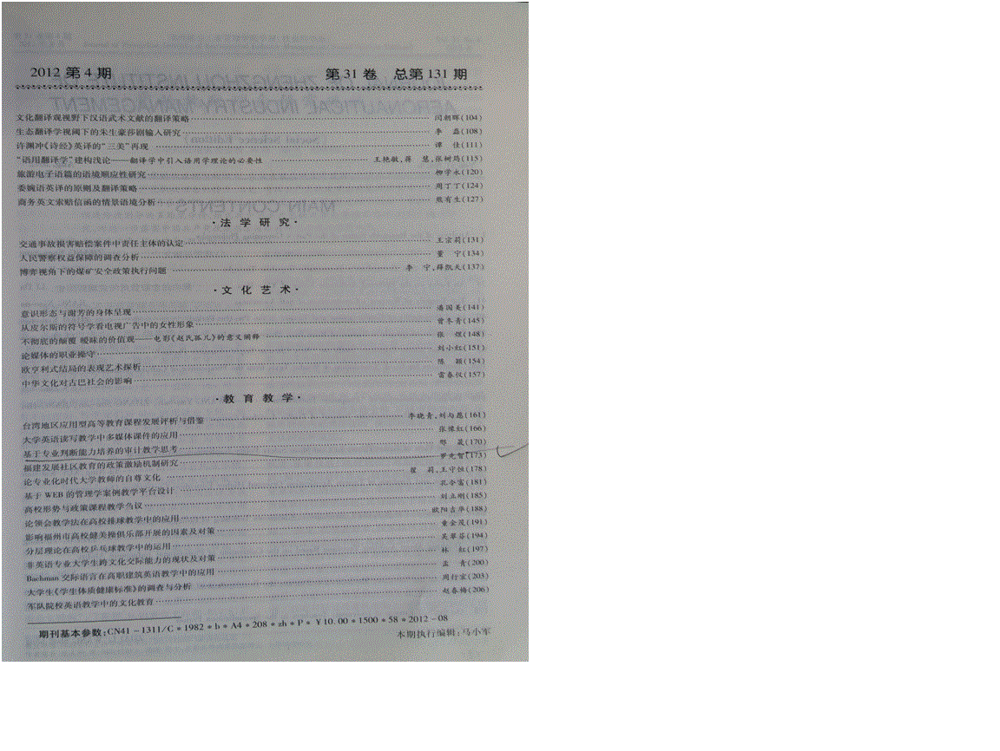 2012 第 4 期 第 31 卷 总第 131 期
文化翻译观视野下汉语武术文献的翻译策略 闫朝晖(104)
生态翻译学视阈下的朱生豪莎剧输入研究 李 磊(108)
许渊冲《诗经》英译的“三美”再现 谭 佳(111)
“语用翻译学”建构浅论——翻译学中引入语用学理论的必要性 王艳敏,蒋 慧,张树局(115)
旅游电子语篇的语境顺应性研究 柳学永(120)
委婉语英译的原则及翻译策略 周丁丁(124)
商务英文索赔信函的情景语境分析 熊有生(127)
·法 学 研 究·
交通事故损害赔偿案件中责任主体的认定 王宗莉(131)
人民警察权益保障的调查分析 董 宁(134)
博弈视角下的煤矿安全政策执行问题 李 宁,薛凯天(137)
·文 化 艺 术·
意识形态与谢芳的身体呈现 潘国美(141)
从皮尔斯的符号学看电视广告中的女性形象 曾冬青(145)
不彻底的颠覆 暧昧的价值观——电影《赵氏孤儿》的意义阐释 张 煜(148)
论媒体的职业操守 刘小红(151)
欧亨利式结局的表现艺术探析 陈 颖(154)
中华文化对古巴社会的影响 雷春仪(157)
·教 育 教 学·
台湾地区应用型高等教育课程发展评析与借鉴 李晓青,刘与愿(161)
大学英语读写教学中多媒体课件的应用 张豫红(166)
基于专业判断能力培养的审计教学思考 邢 晟(170)
福建发展社区教育的政策激励机制研究 罗先智(173)
论专业化时代大学教师的自尊文化 翟 莉,王守恒(178)
基于 WEB 的管理学案例教学平台设计 孔令富(181)
高校形势与政策课程教学刍议 刘立刚(185)
论领会教学法在高校排球教学中的应用 欧阳吉华(188)
影响福州市高校健美操俱乐部开展的因素及对策 童金茂(191)
分层理论在高校乒乓球教学中的运用 吴翠芬(194)
非英语专业大学生跨文化交际能力的现状及对策 林 红(197)
Bachman 交际语言在高职建筑英语教学中的应用 孟 青(200)
大学生《学生体质健康标准》的调查与分析 周行宜(203)
军队院校英语教学中的文化教育 赵春梅(206)
期刊基本参数:CN41-1311/C*1982*b*A4*208*zh*P*￥10.00*1500*58*2012-08
本期执行编辑:马小军